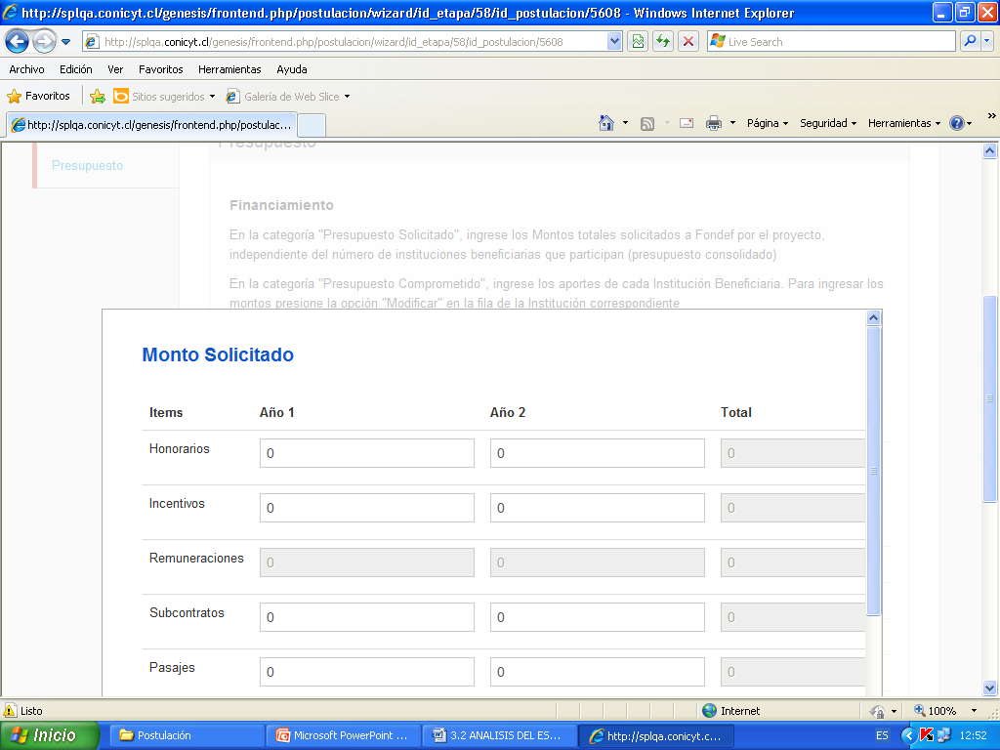 http://splqa.conicyt.cl/genesis/frontend.php/postulacion/wizard/id_etapa/58/id_postulacion/5608 - Windows Internet Explorer
http://splqa.conicyt.cl/genesis/frontend.php/postulacion/wizard/id_etapa/58/id_postulacion/5608
Live Search
Archivo Edición Ver Favoritos Herramientas Ayuda
Favoritos Sitios sugeridos Galería de Web Slice
http://splqa.conicyt.cl/genesis/frontend.php/postulac...
Página Seguridad Herramientas
Presupuesto
Presupuesto
Financiamiento
En la categoría "Presupuesto Solicitado", ingrese los Montos totales solicitados a Fondef por el proyecto,
independiente del número de instituciones beneficiarias que participan (presupuesto consolidado)
En la categoría "Presupuesto Comprometido", ingrese los aportes de cada Institución Beneficiaria. Para ingresar los
montos presione la opción "Modificar" en la fila de la Institución correspondiente
Monto Solicitado
Items Año 1 Año 2 Total
Honorarios 0 0 0
Incentivos 0 0 0
Remuneraciones 0 0 0
Subcontratos 0 0 0
Pasajes 0 0 0
Listo Internet 100%
Inicio Postulación Microsoft PowerPoint ... 3.2 ANALISIS DEL ES... http://splqa.conicyt.c... ES 12:52